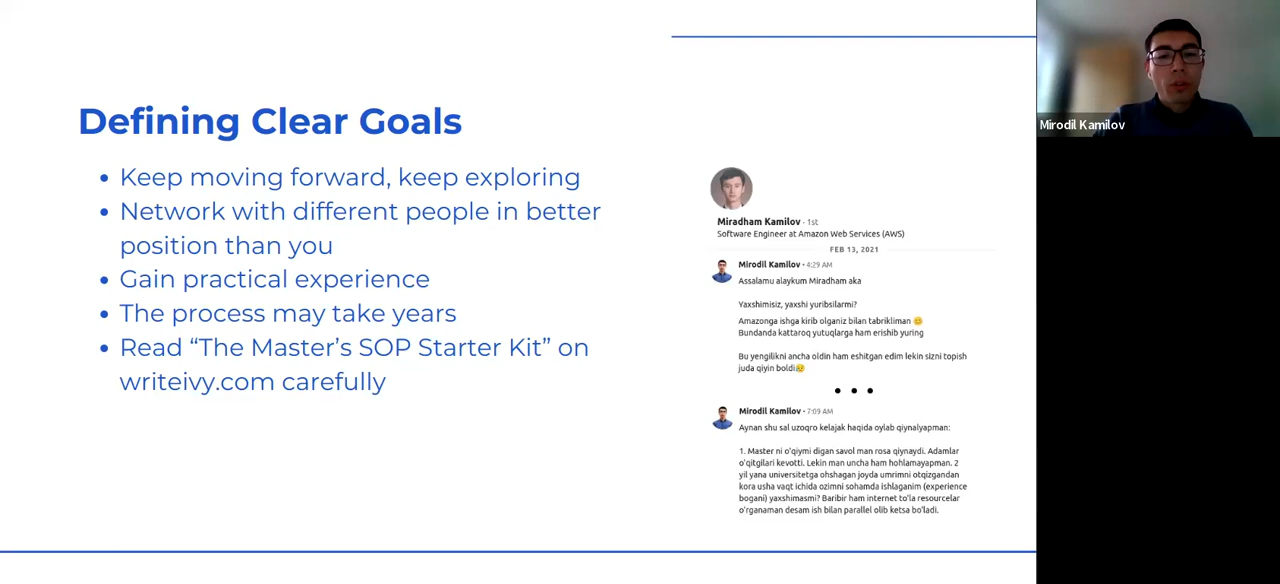 Defining Clear Goals
Keep moving forward, keep exploring
Network with different people in better
position than you
Gain practical experience
The process may take years
Read “The Master’s SOP Starter Kit” on
writeivy.com carefully
Miradham Kamilov · 1st
Software Engineer at Amazon Web Services (AWS)
FEB 13, 2021
Mirodil Kamilov • 4:29 AM
Assalamu alaykum Miradham aka
Yaxshimisiz, yaxshi yuribsilarmi?
Amazonga ishga kirib olganiz bilan tabrikliman 😊
Bundanda kattaroq yutuqlarga ham erishib yuring
Bu yengilikni ancha oldin ham eshitgan edim lekin sizni topish
juda qiyin boldi😥
Mirodil Kamilov • 7:09 AM
Aynan shu sal uzoqro kelajak haqida oylab qiynalyapman:
1. Master ni o'qiymi digan savol man rosa qiynaydi. Adamlar
o'qitgilari kevotti. Lekin man uncha ham hohlamayapman. 2
yil yana universitetga ohshagan joyda umrimni otqizgandan
kora usha vaqt ichida ozimni sohamda ishlaganim (experience
bogani) yaxshimasmi? Baribir ham internet to'la resourcelar
o'rganaman desam ish bilan parallel olib ketsa bo'ladi.
Mirodil Kamilov